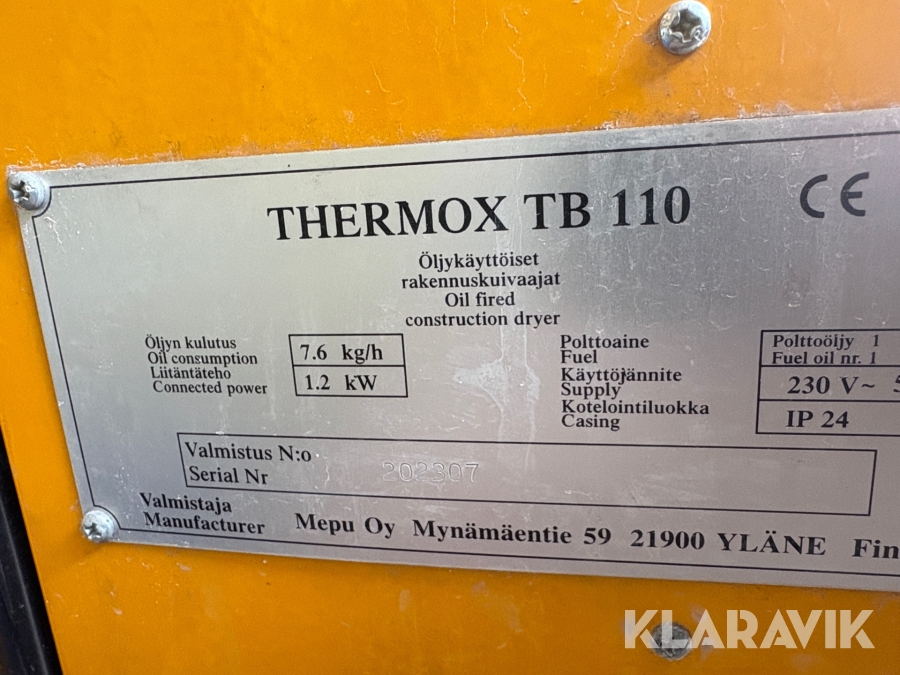 THERMOX TB 110
CE
Öljykäyttöiset
rakennuskuivaajat
Oil fired
construction dryer
Öljyn kulutus
Oil consumption
7.6 kg/h
Liitäntäteho
Connected power
1.2 kW
Polttoaine
Fuel
Polttoöljy 1
Fuel oil nr. 1
Käyttöjännite
Supply
230 V~ 5
Kotelointiluokka
Casing
IP 24
Valmistus N:o
Serial Nr
202307
Valmistaja
Manufacturer
Mepu Oy Mynämäentie 59 21900 YLÄNE Fin
KLARAVIK